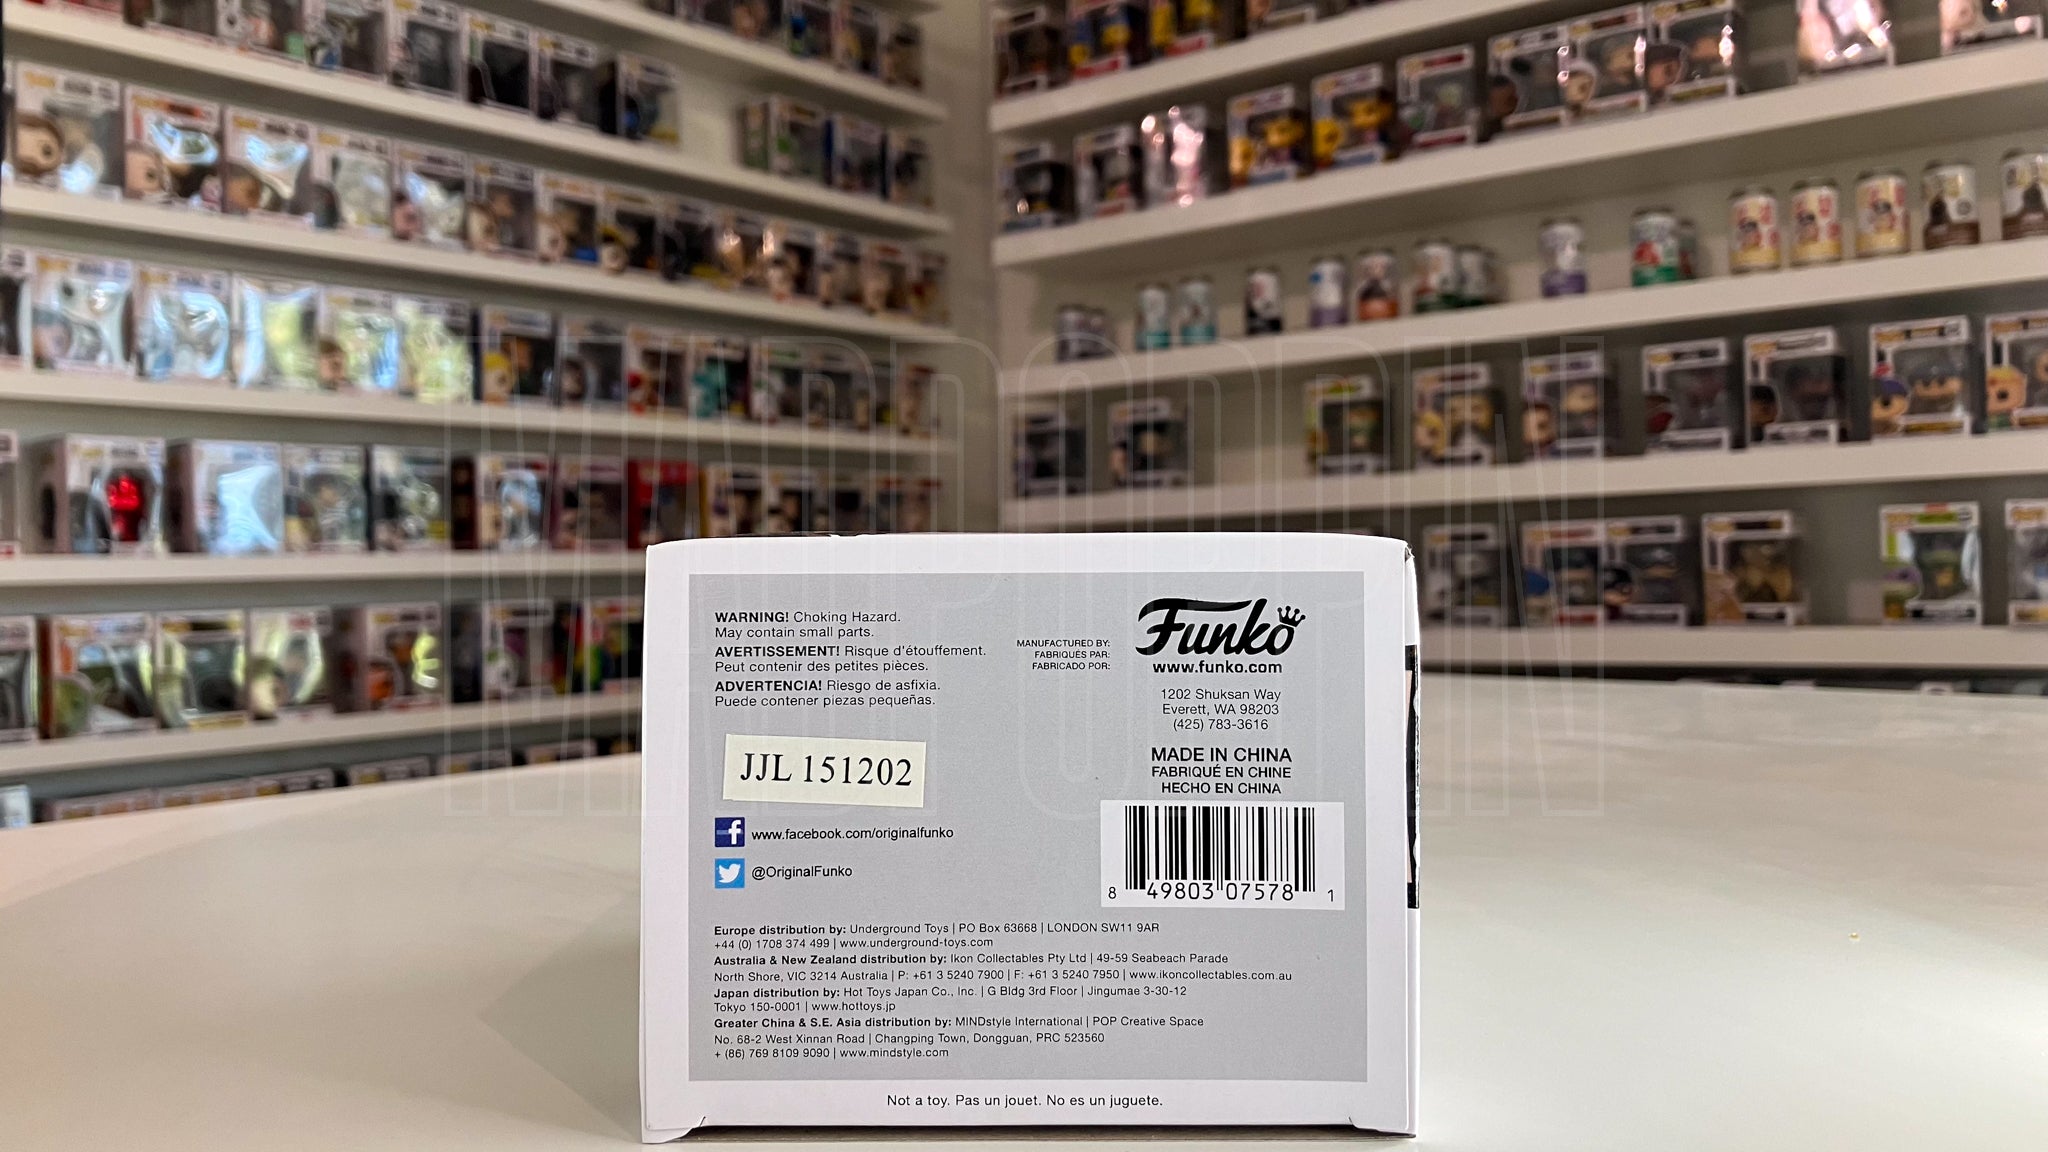 WARNING! Choking Hazard.
May contain small parts.
AVERTISSEMENT! Risque d'étouffement.
Peut contenir des petites pièces.
ADVERTENCIA! Riesgo de asfixia.
Puede contener piezas pequeñas.
MANUFACTURED BY:
FABRIQUÉS PAR:
FABRICADO POR:
Funko
www.funko.com
1202 Shuksan Way
Everett, WA 98203
(425) 783-3616
MADE IN CHINA
FABRIQUÉ EN CHINE
HECHO EN CHINA
JJL 151202
www.facebook.com/originalfunko
@OriginalFunko
8 49803 07578 1
Europe distribution by: Underground Toys | PO Box 63668 | LONDON SW11 9AR
+44 (0) 1708 374 499 | www.underground-toys.com
Australia & New Zealand distribution by: Ikon Collectables Pty Ltd | 49-59 Seabeach Parade
North Shore, VIC 3214 Australia | P: +61 3 5240 7900 | F: +61 3 5240 7950 | www.ikoncollectables.com.au
Japan distribution by: Hot Toys Japan Co., Inc. | G Bldg 3rd Floor | Jingumae 3-30-12
Tokyo 150-0001 | www.hottoys.jp
Greater China & S.E. Asia distribution by: MINDstyle International | POP Creative Space
No. 68-2 West Xinnan Road | Changping Town, Dongguan, PRC 523560
+ (86) 769 8109 9090 | www.mindstyle.com
Not a toy. Pas un jouet. No es un juguete.
MADPOPPIN